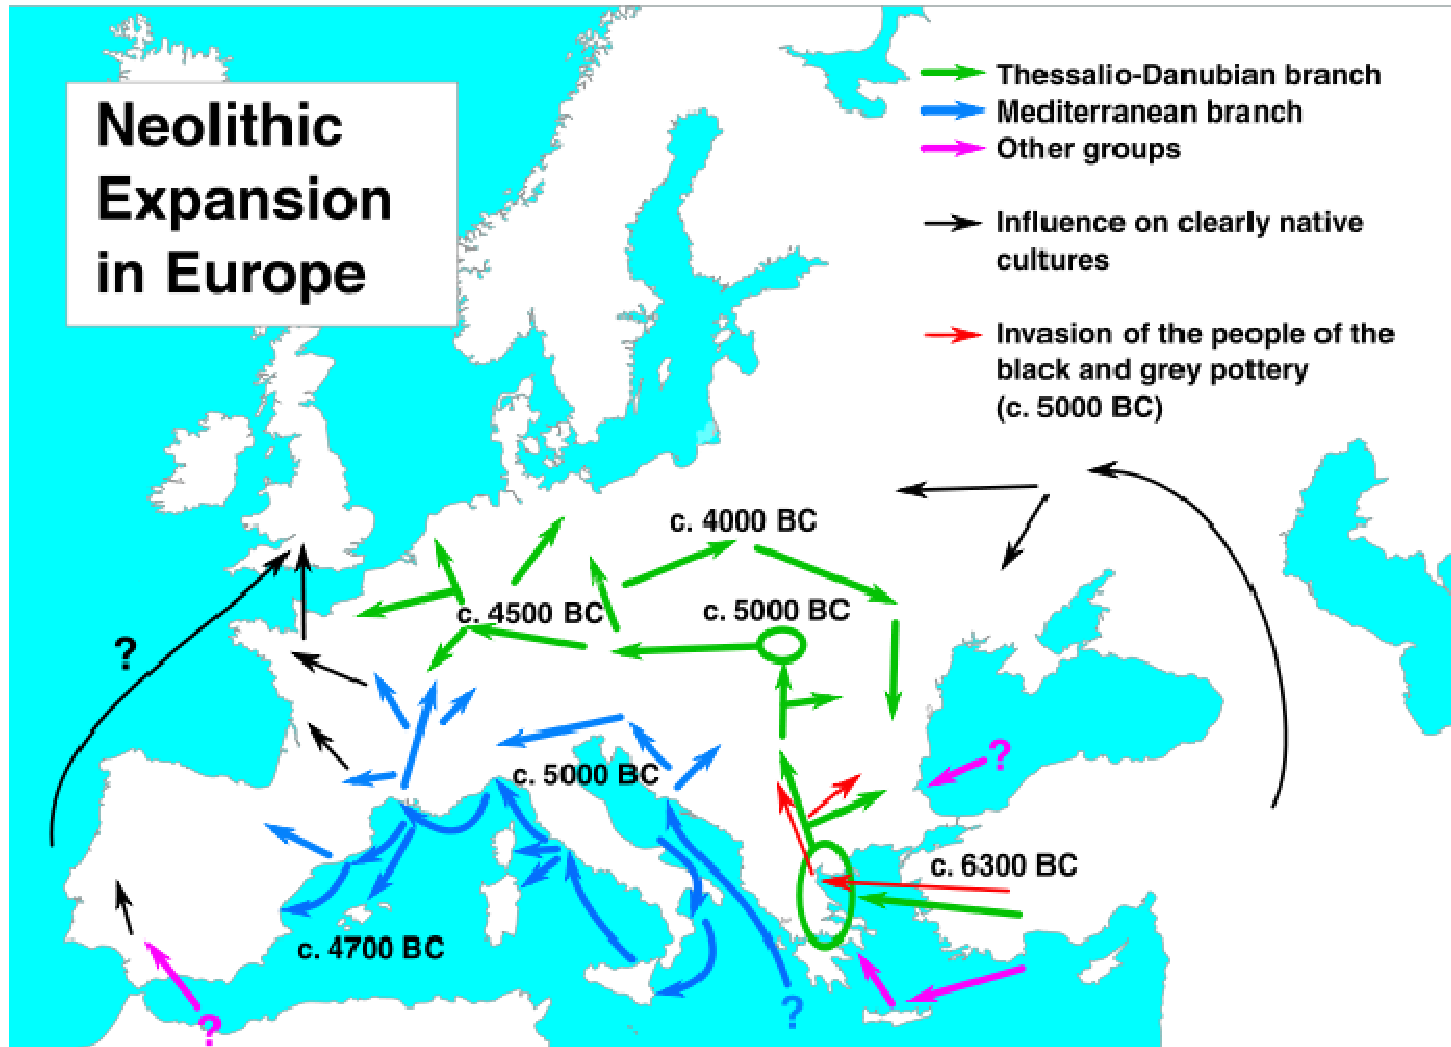 Neolithic
Expansion
in Europe
Thessalio-Danubian branch
Mediterranean branch
Other groups
Influence on clearly native
cultures
Invasion of the people of the
black and grey pottery
(c. 5000 BC)
c. 4000 BC
c. 4500 BC
c. 5000 BC
?
?
c. 5000 BC
c. 6300 BC
c. 4700 BC
?
?